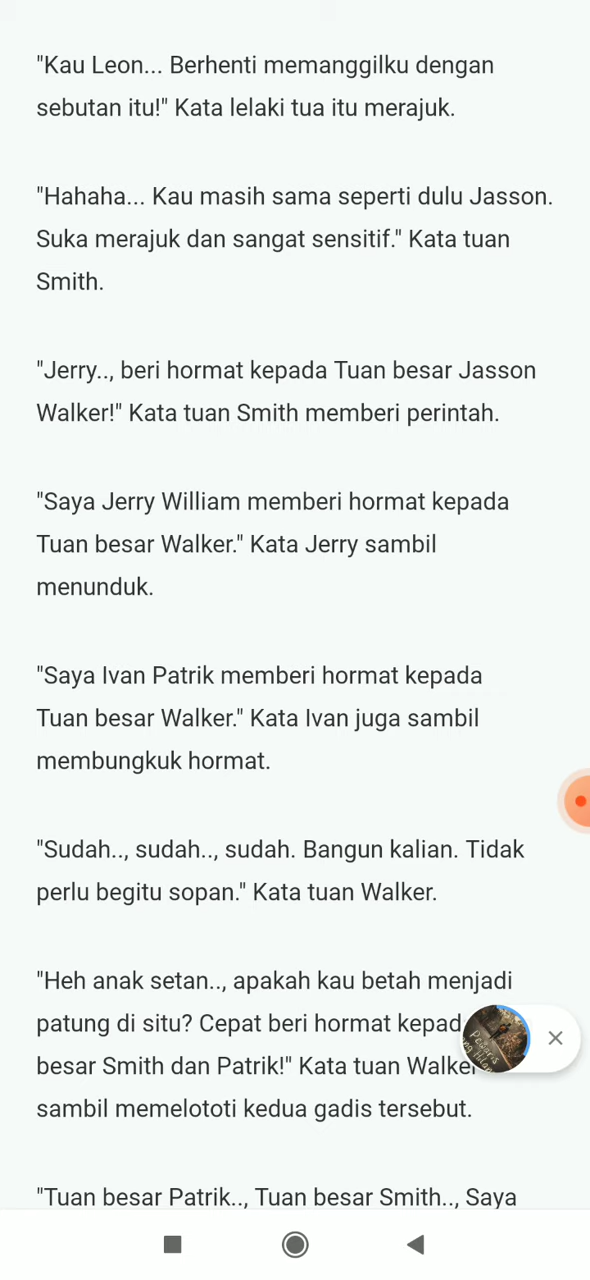 "Kau Leon... Berhenti memanggilku dengan
sebutan itu!" Kata lelaki tua itu merajuk.
"Hahaha... Kau masih sama seperti dulu Jasson.
Suka merajuk dan sangat sensitif." Kata tuan
Smith.
"Jerry.., beri hormat kepada Tuan besar Jasson
Walker!" Kata tuan Smith memberi perintah.
"Saya Jerry William memberi hormat kepada
Tuan besar Walker." Kata Jerry sambil
menunduk.
"Saya Ivan Patrik memberi hormat kepada
Tuan besar Walker." Kata Ivan juga sambil
membungkuk hormat.
"Sudah.., sudah.., sudah. Bangun kalian. Tidak
perlu begitu sopan." Kata tuan Walker.
"Heh anak setan.., apakah kau betah menjadi
patung di situ? Cepat beri hormat
besar Smith dan Patrik!" Kata tuan
sambil memelototi kedua gadis tersebut.
"Tuan besar Patrik.., Tuan besar Smith.., Saya